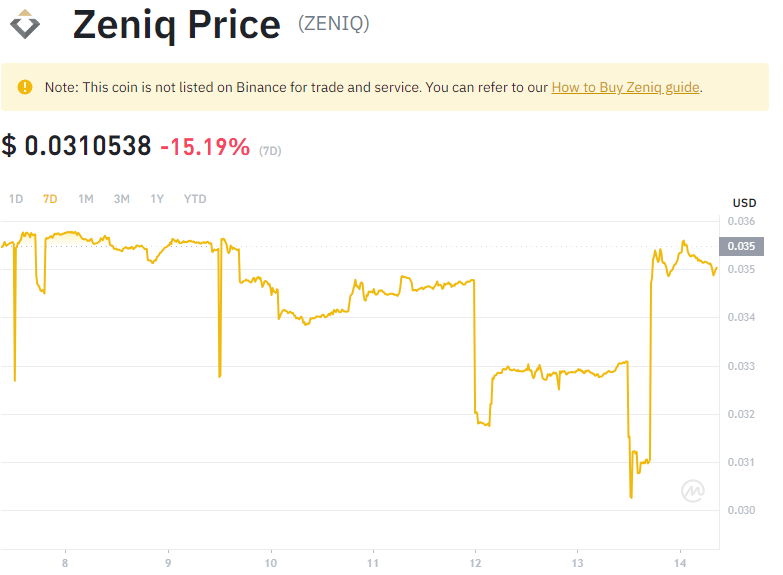 Zeniq Price (ZENIQ)
Note: This coin is not listed on Binance for trade and service. You can refer to our How to Buy Zeniq guide.
$ 0.0310538 -15.19% (7D)
1D 7D 1M 3M 1Y YTD
USD
0.036
0.035
0.035
0.034
0.033
0.032
0.031
0.030
8 9 10 11 12 13 14